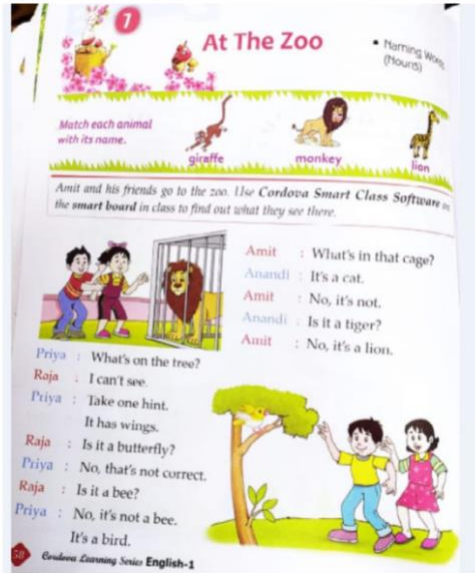 7
At The Zoo
• Naming Words
(Nouns)
Match each animal
with its name.
giraffe monkey lion
Amit and his friends go to the zoo. Use Cordova Smart Class Software on
the smart board in class to find out what they see there.
Amit : What's in that cage?
Anandi : It's a cat.
Amit : No, it's not.
Anandi : Is it a tiger?
Amit : No, it's a lion.
Priya : What's on the tree?
Raja : I can't see.
Priya : Take one hint.
It has wings.
Raja : Is it a butterfly?
Priya : No, that's not correct.
Raja : Is it a bee?
Priya : No, it's not a bee.
It's a bird.
58 Cordova Learning Series English-1